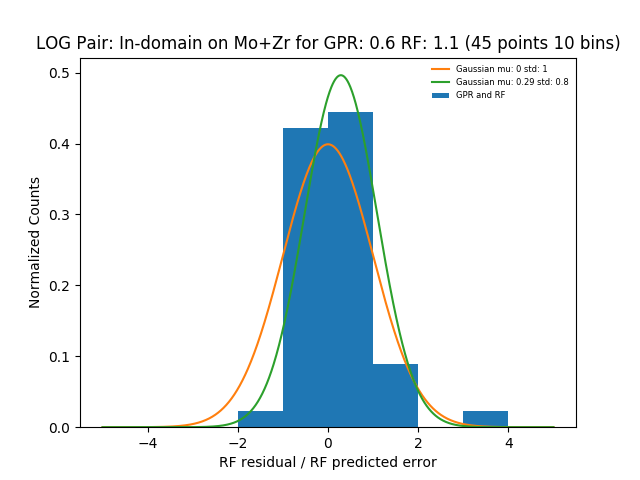 LOG Pair: In-domain on Mo+Zr for GPR: 0.6 RF: 1.1 (45 points 10 bins)
Gaussian mu: 0 std: 1
Gaussian mu: 0.29 std: 0.8
GPR and RF
Normalized Counts
0.5
0.4
0.3
0.2
0.1
0.0
−4
−2
0
2
4
RF residual / RF predicted error